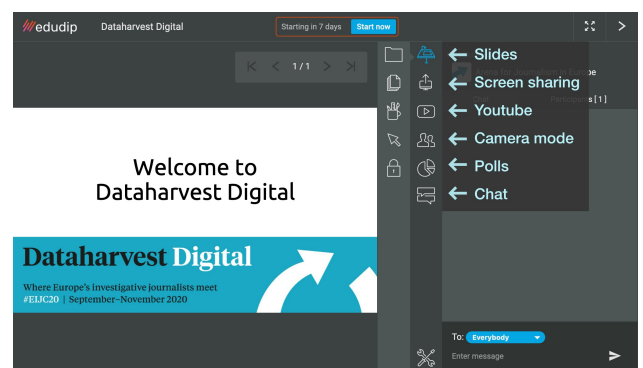 edudip
Dataharvest Digital
Starting in 7 days
Start now
1 / 1
Slides
Screen sharing
Youtube
Camera mode
Polls
Chat
Participants [ 1 ]
Welcome to
Dataharvest Digital
Dataharvest Digital
Where Europe's investigative journalists meet
#EIJC20 | September–November 2020
To: Everybody
Enter message